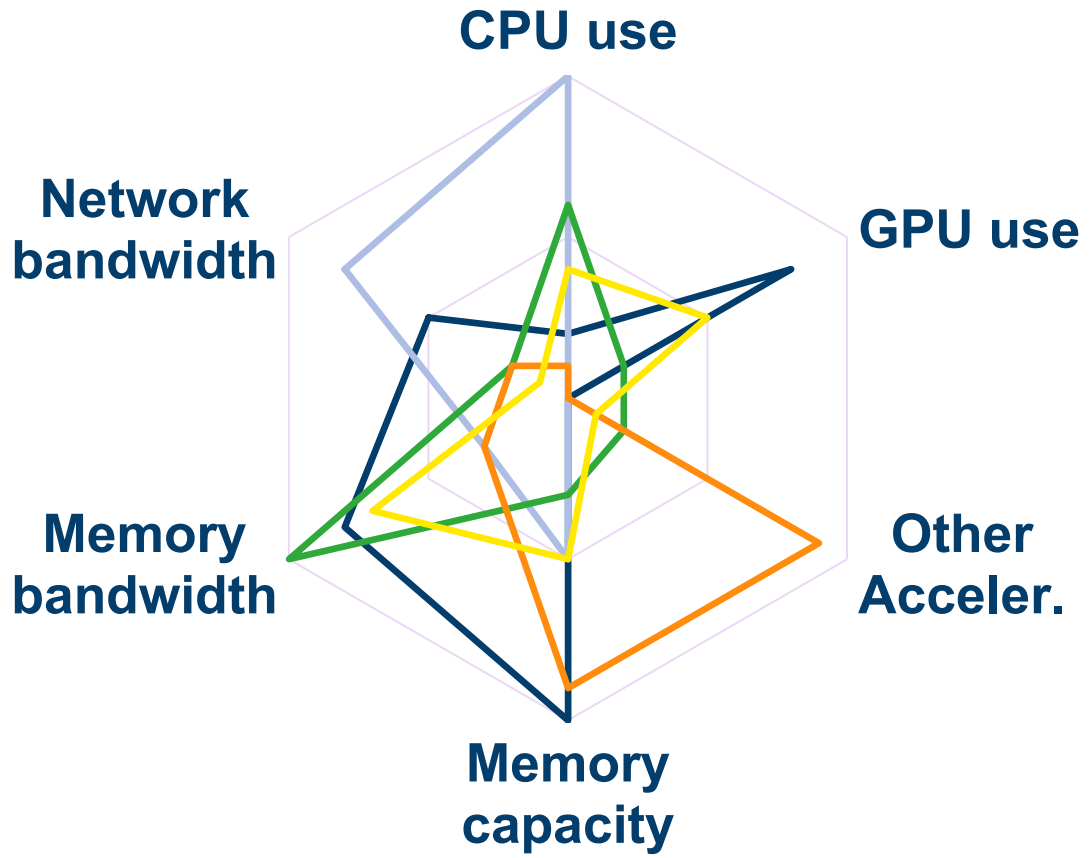 CPU use
Network
bandwidth
GPU use
Memory
bandwidth
Other
Acceler.
Memory
capacity